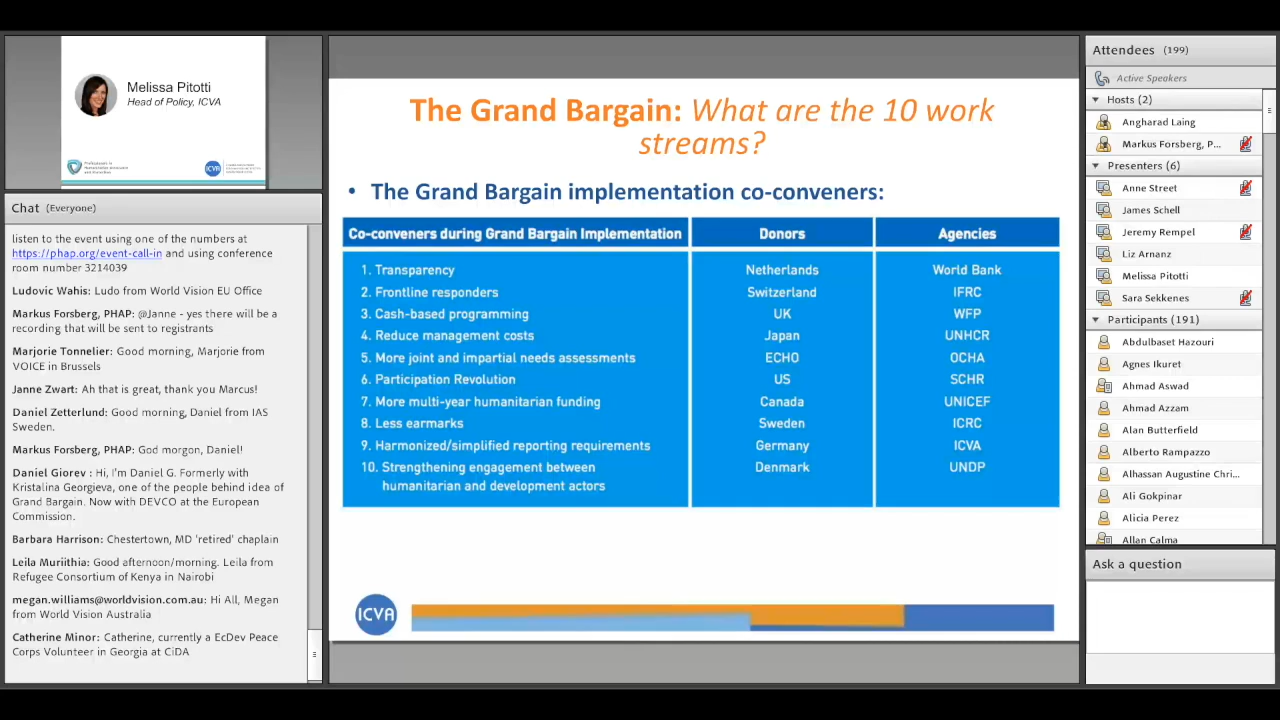 Melissa Pitotti
Head of Policy, ICVA
ICVA
Chat (Everyone)
listen to the event using one of the numbers at
https://phap.org/event-call-in and using conference
room number 3214039
Ludovic Wahis: Ludo from World Vision EU Office
Markus Forsberg, PHAP: @Janne - yes there will be a
recording that will be sent to registrants
Marjorie Tonnelier: Good morning, Marjorie from
VOICE in Brussels
Janne Zwart: Ah that is great, thank you Marcus!
Daniel Zetterlund: Good morning, Daniel from IAS
Sweden.
Markus Forsberg, PHAP: God morgon, Daniel!
Daniel Giorev : Hi, I'm Daniel G. Formerly with
Kristalina Georgieva, one of the people behind idea of
Grand Bargain. Now with DEVCO at the European
Commission.
Barbara Harrison: Chestertown, MD 'retired' chaplain
Leila Muriithia: Good afternoon/morning. Leila from
Refugee Consortium of Kenya in Nairobi
megan.williams@worldvision.com.au: Hi All, Megan
from World Vision Australia
Catherine Minor: Catherine, currently a EcDev Peace
Corps Volunteer in Georgia at CiDA
The Grand Bargain: What are the 10 work
streams?
• The Grand Bargain implementation co-conveners:
Co-conveners during Grand Bargain Implementation Donors Agencies
1. Transparency Netherlands World Bank
2. Frontline responders Switzerland IFRC
3. Cash-based programming UK WFP
4. Reduce management costs Japan UNHCR
5. More joint and impartial needs assessments ECHO OCHA
6. Participation Revolution US SCHR
7. More multi-year humanitarian funding Canada UNICEF
8. Less earmarks Sweden ICRC
9. Harmonized/simplified reporting requirements Germany ICVA
10. Strengthening engagement between Denmark UNDP
humanitarian and development actors
ICVA
Attendees (199)
Active Speakers
Hosts (2)
Angharad Laing
Markus Forsberg, P...
Presenters (6)
Anne Street
James Schell
Jeremy Rempel
Liz Arnanz
Melissa Pitotti
Sara Sekkenes
Participants (191)
Abdulbaset Hazouri
Agnes Ikuret
Ahmad Aswad
Ahmad Azzam
Alan Butterfield
Alberto Rampazzo
Alhassan Augustine Chri...
Ali Gokpinar
Alicia Perez
Allan Calma
Ask a question